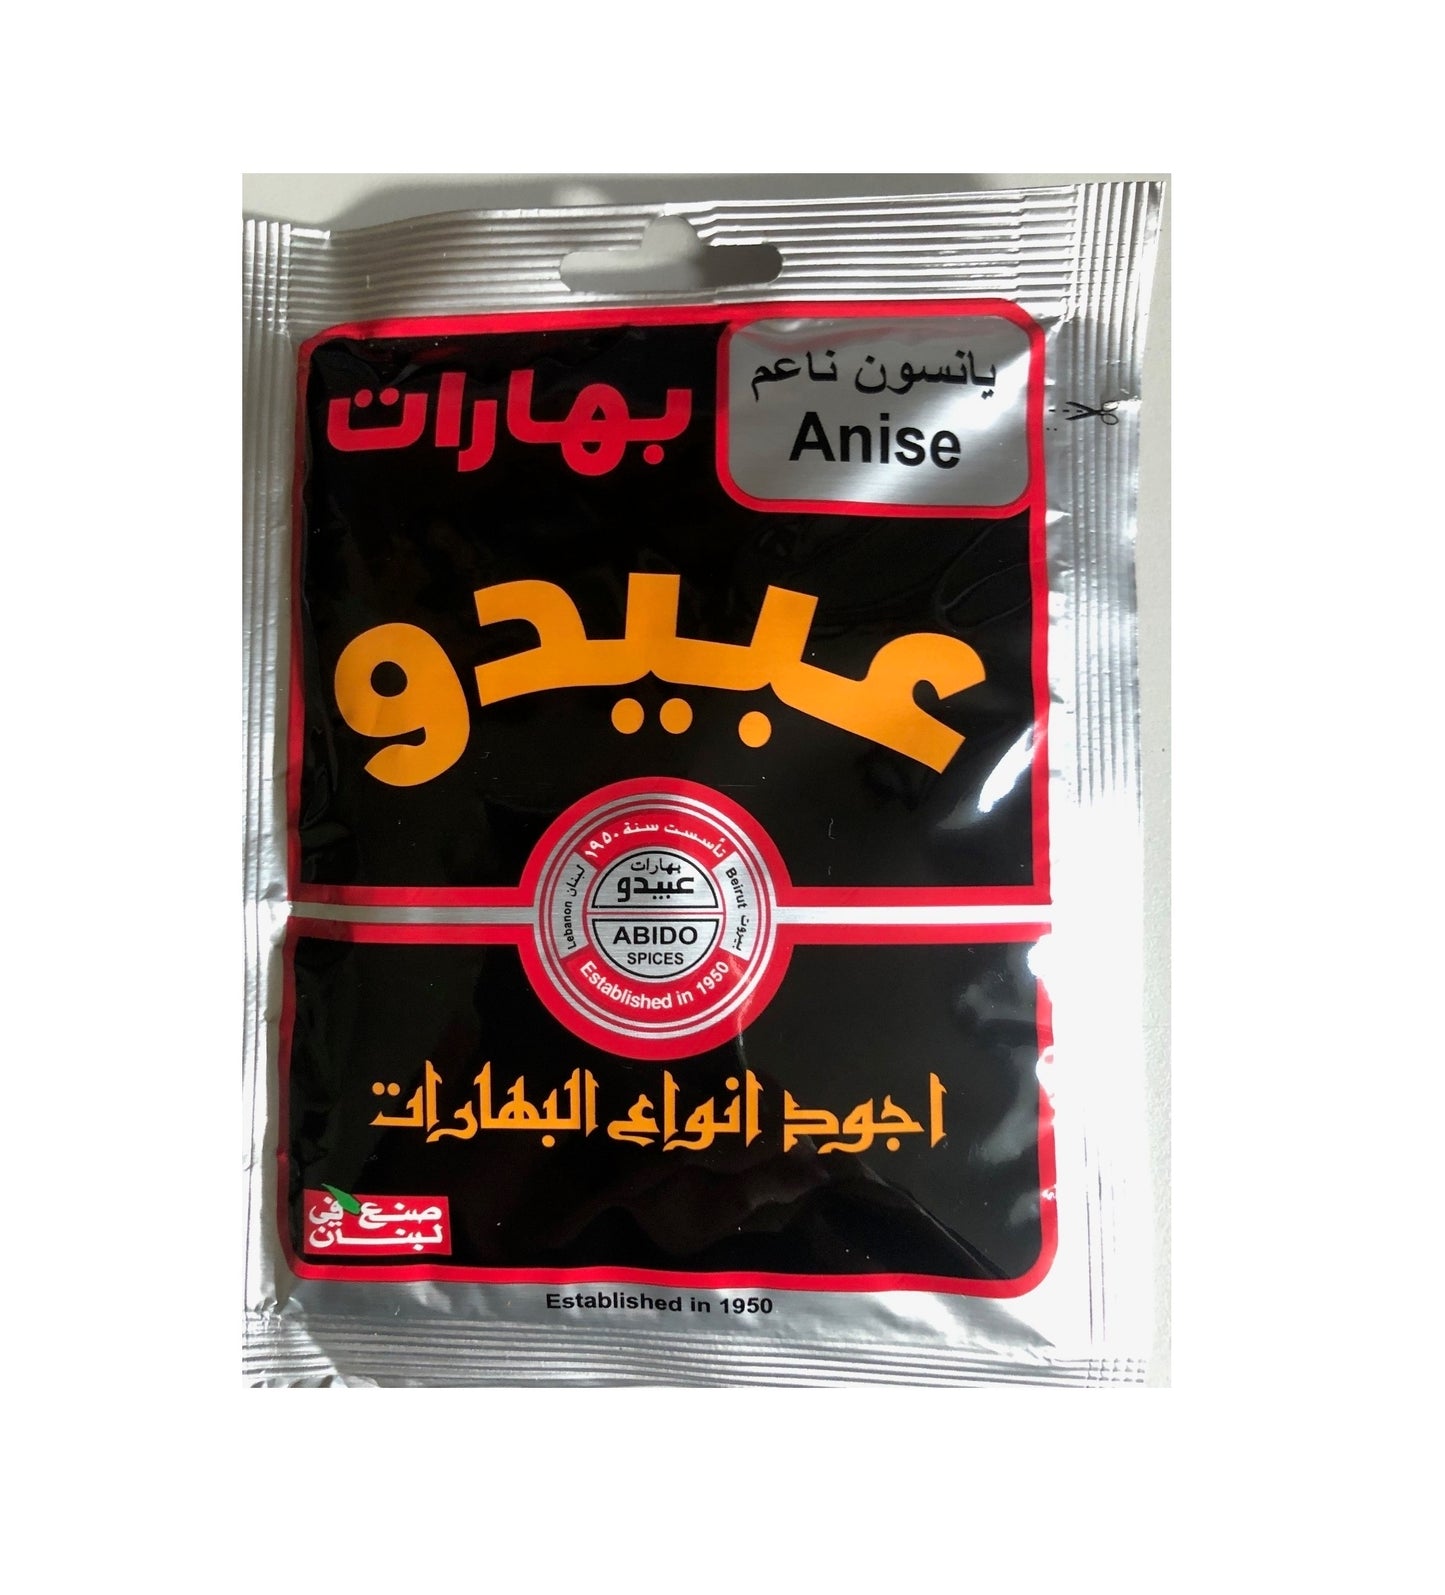 بهارات
يانسون ناعم
Anise
عبيدو
تأسست سنة ١٩٥٠
لبنان Lebanon
Beirut بيروت
بهارات
عبيدو
ABIDO
SPICES
Established in 1950
اجود انواع البهارات
صنع في
لبنان
Established in 1950